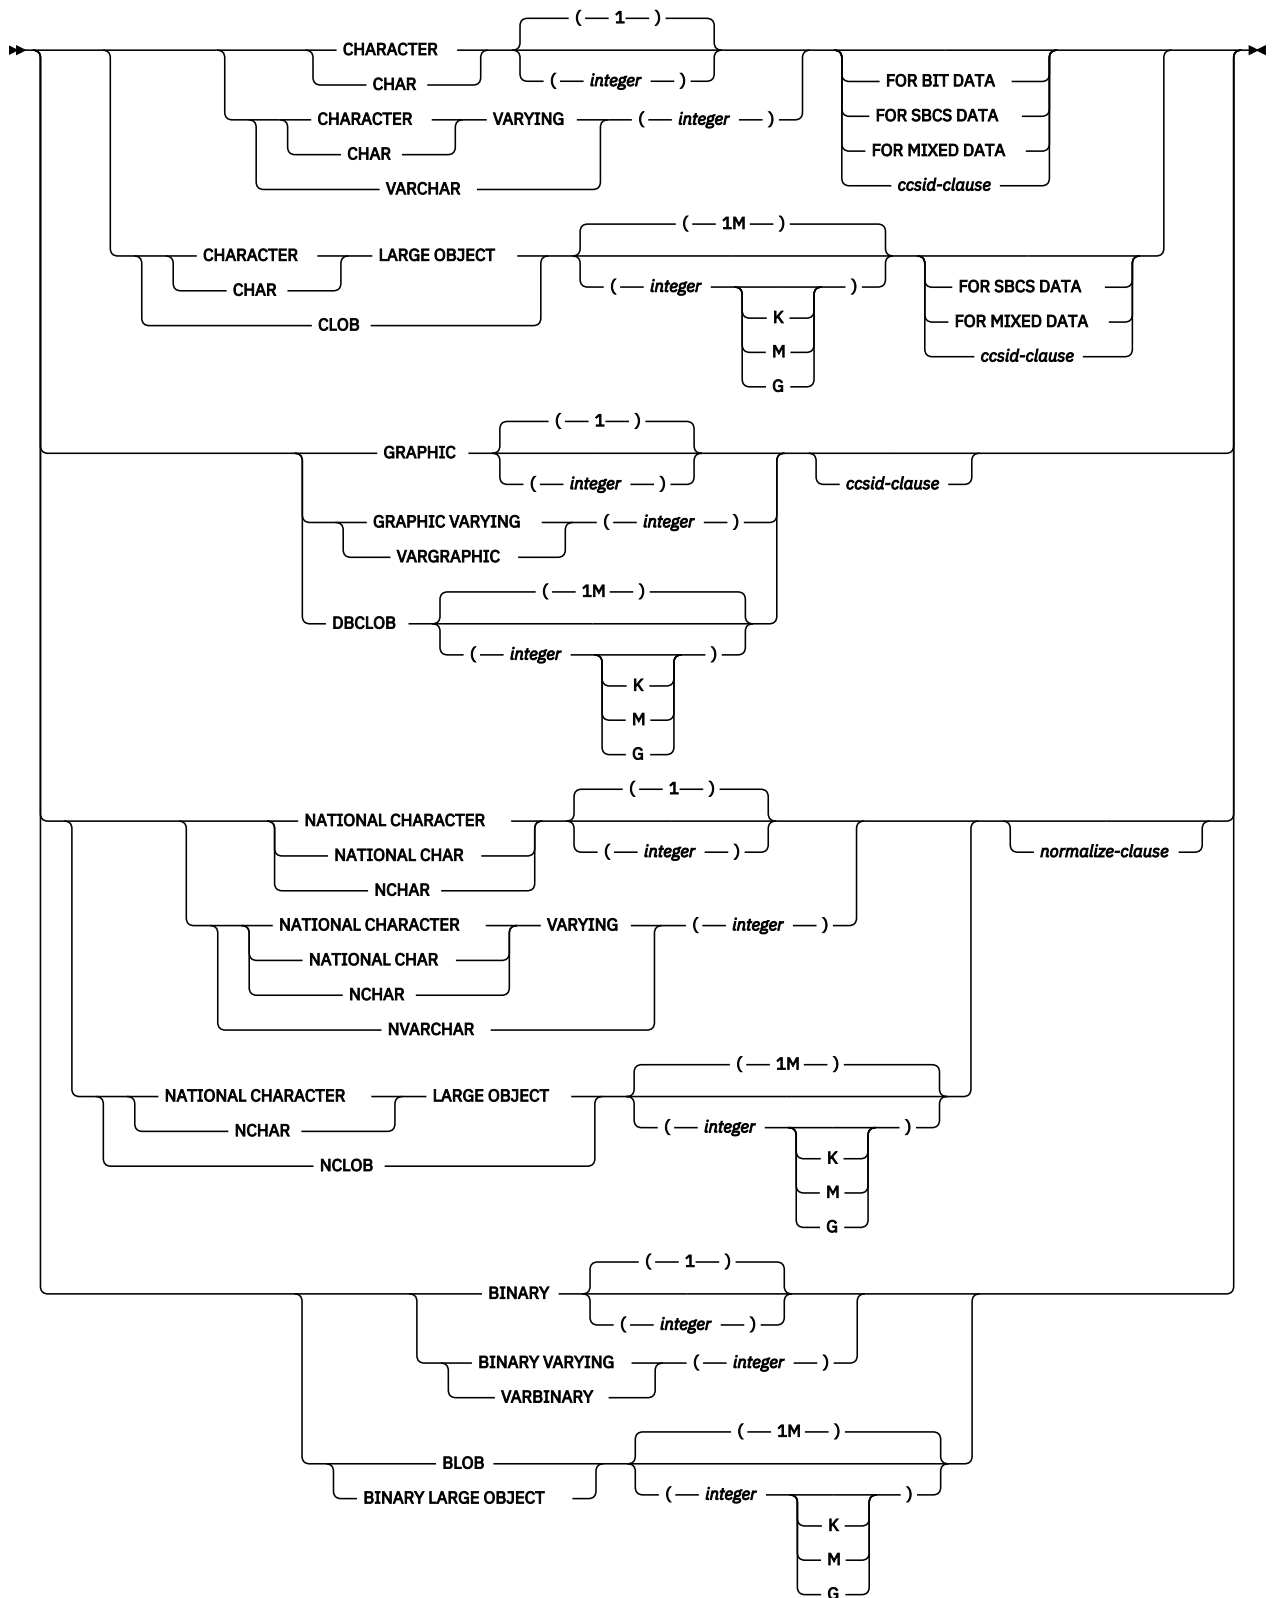 ( 1 )
CHARACTER
CHAR ( integer ) FOR BIT DATA
CHARACTER VARYING ( integer ) FOR SBCS DATA
CHAR FOR MIXED DATA
VARCHAR ccsid-clause
( 1M )
CHARACTER LARGE OBJECT
CHAR ( integer ) FOR SBCS DATA
CLOB K FOR MIXED DATA
M ccsid-clause
G
( 1 )
GRAPHIC
( integer ) ccsid-clause
GRAPHIC VARYING ( integer )
VARGRAPHIC
( 1M )
DBCLOB
( integer )
K
M
G
( 1 )
NATIONAL CHARACTER
NATIONAL CHAR ( integer ) normalize-clause
NCHAR
NATIONAL CHARACTER VARYING ( integer )
NATIONAL CHAR
NCHAR
NVARCHAR
( 1M )
NATIONAL CHARACTER LARGE OBJECT
NCHAR ( integer )
NCLOB K
M
G
( 1 )
BINARY
( integer )
BINARY VARYING ( integer )
VARBINARY
( 1M )
BLOB
BINARY LARGE OBJECT ( integer )
K
M
G